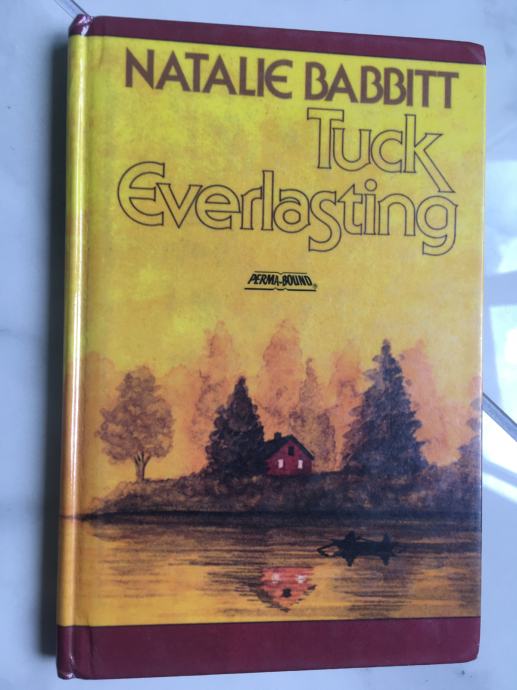 NATALIE BABBITT
Tuck
Everlasting
PERMA-BOUND®